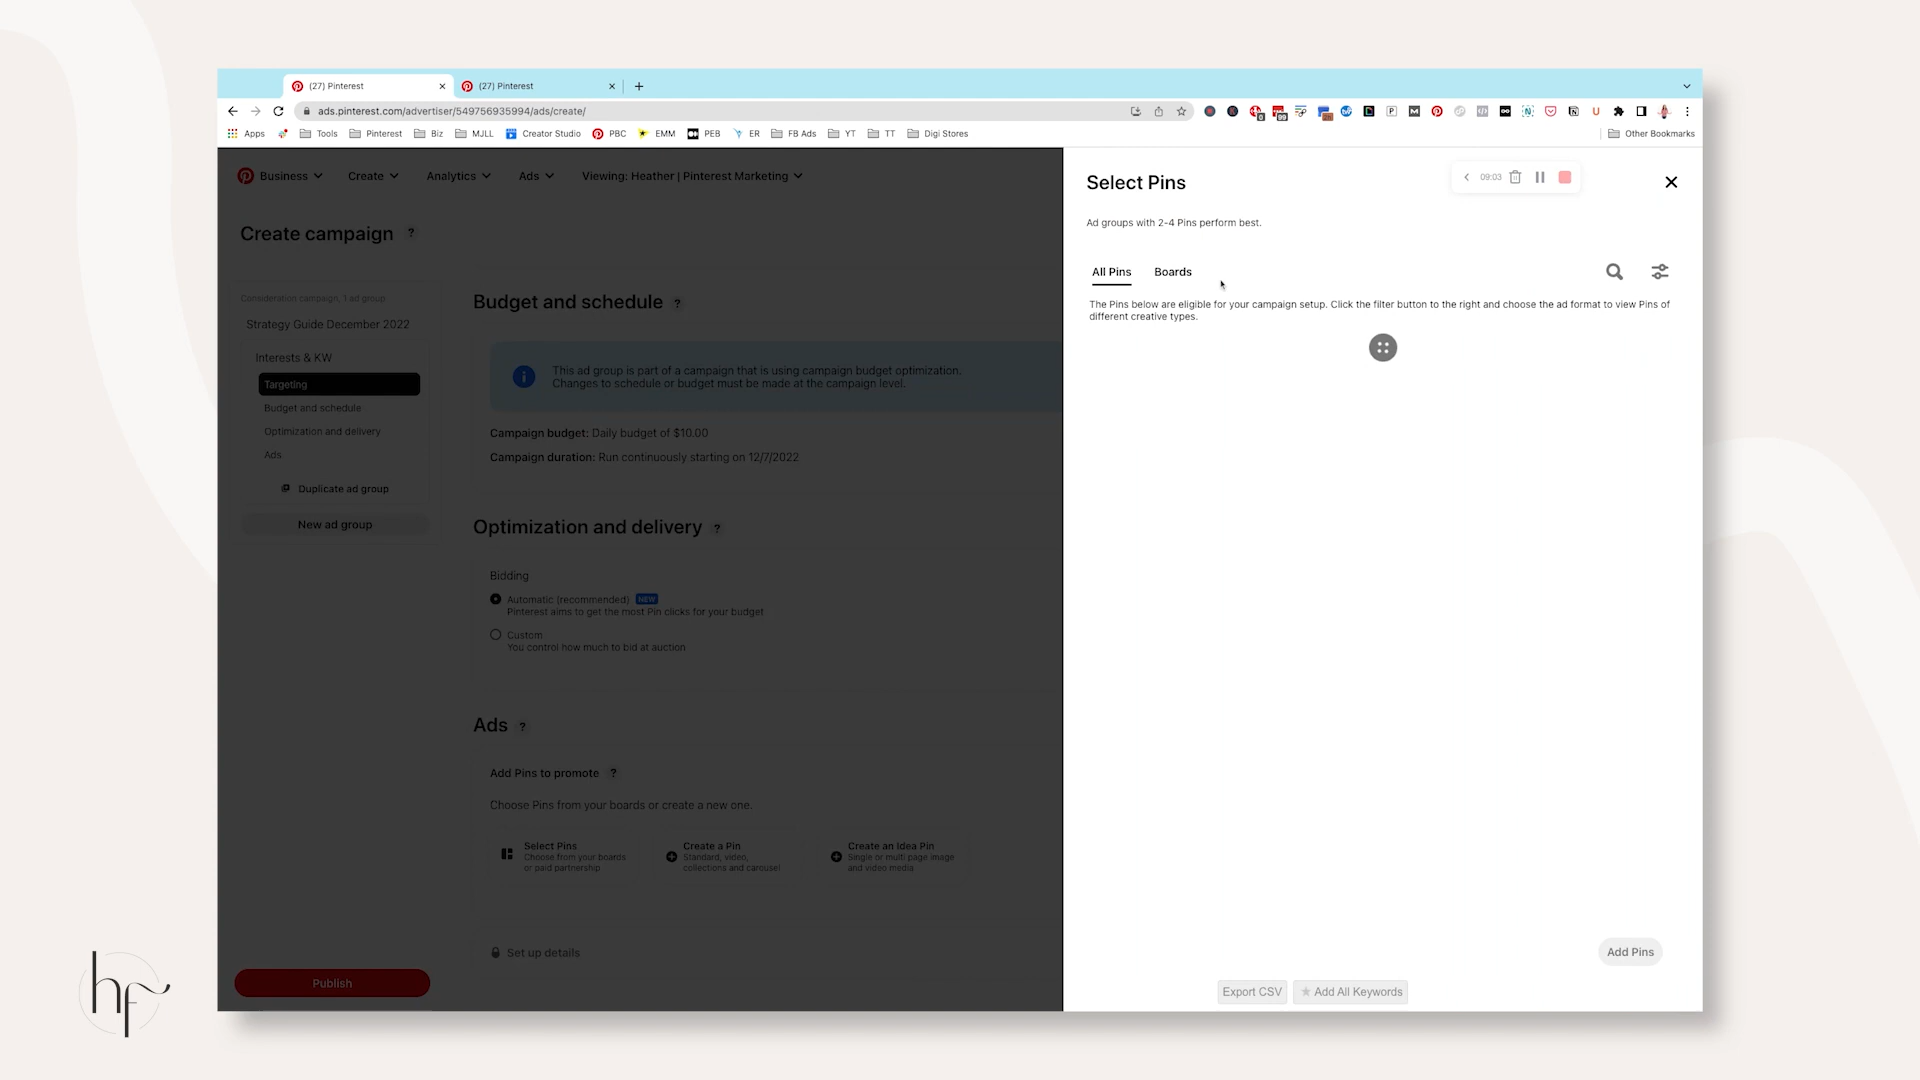 (27) Pinterest
(27) Pinterest
ads.pinterest.com/advertiser/549756935994/ads/create/
Apps
Tools
Pinterest
Biz
MJLL
Creator Studio
PBC
EMM
PEB
ER
FB Ads
YT
TT
Digi Stores
Other Bookmarks
Business
Create
Analytics
Ads
Viewing: Heather | Pinterest Marketing
Create campaign ?
Consideration campaign, 1 ad group
Strategy Guide December 2022
Interests & KW
Targeting
Budget and schedule
Optimization and delivery
Ads
Duplicate ad group
New ad group
Publish
Budget and schedule ?
This ad group is part of a campaign that is using campaign budget optimization.
Changes to schedule or budget must be made at the campaign level.
Campaign budget: Daily budget of $10.00
Campaign duration: Run continuously starting on 12/7/2022
Optimization and delivery ?
Bidding
Automatic (recommended) NEW
Pinterest aims to get the most Pin clicks for your budget
Custom
You control how much to bid at auction
Ads ?
Add Pins to promote ?
Choose Pins from your boards or create a new one.
Select Pins
Choose from your boards
or paid partnership
Create a Pin
Standard, video,
collections and carousel
Create an Idea Pin
Single or multi page image
and video media
Set up details
Select Pins
09:03
Ad groups with 2-4 Pins perform best.
All Pins
Boards
The Pins below are eligible for your campaign setup. Click the filter button to the right and choose the ad format to view Pins of
different creative types.
Add Pins
Export CSV
★ Add All Keywords
hf